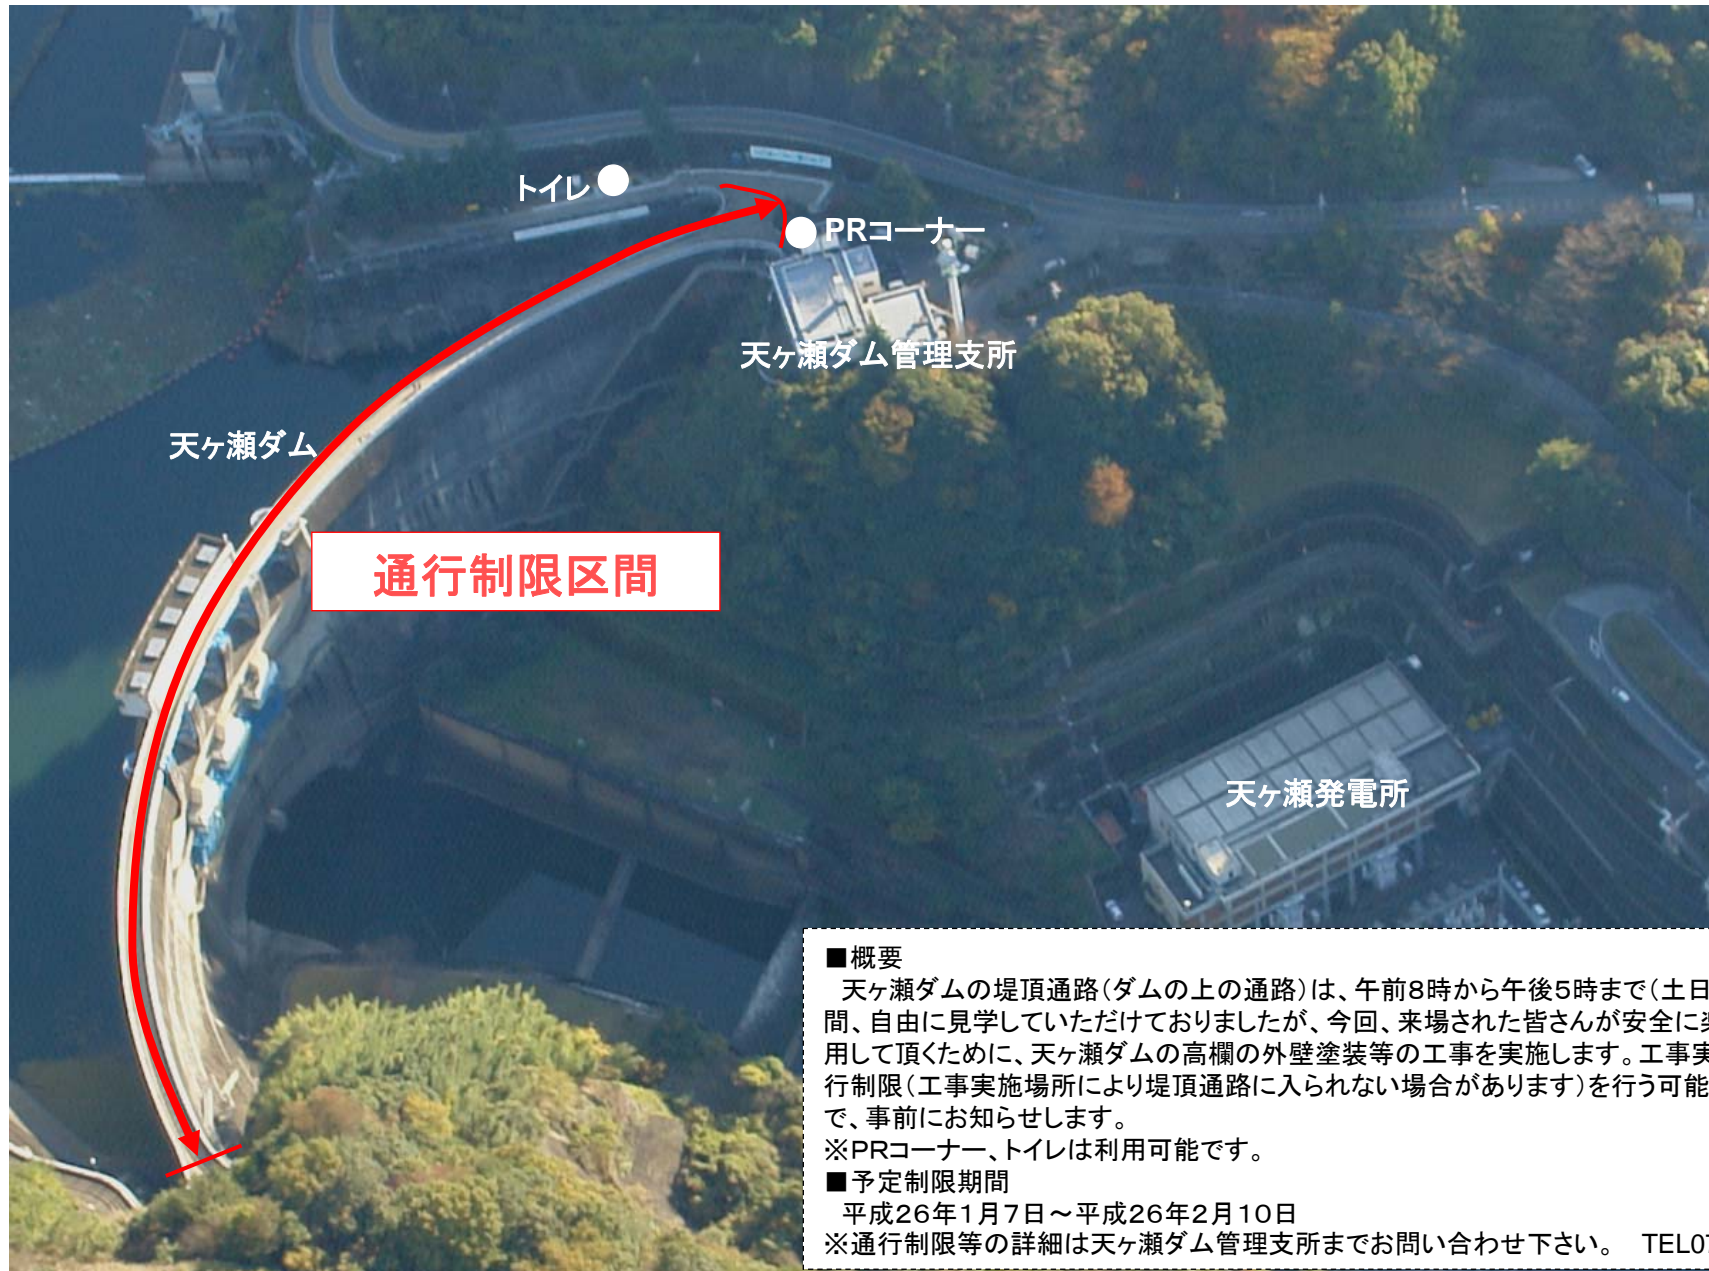 トイレ
PRコーナー
天ヶ瀬ダム管理支所
天ヶ瀬ダム
通行制限区間
天ヶ瀬発電所
■概要
天ヶ瀬ダムの堤頂通路(ダムの上の通路)は、午前8時から午後5時まで(土日
間、自由に見学していただけておりましたが、今回、来場された皆さんが安全に
用して頂くために、天ヶ瀬ダムの高欄の外壁塗装等の工事を実施します。工事実
行制限(工事実施場所により堤頂通路に入られない場合があります)を行う可能
で、事前にお知らせします。
※PRコーナー、トイレは利用可能です。
■予定制限期間
平成26年1月7日～平成26年2月10日
※通行制限等の詳細は天ヶ瀬ダム管理支所までお問い合わせ下さい。 TEL07